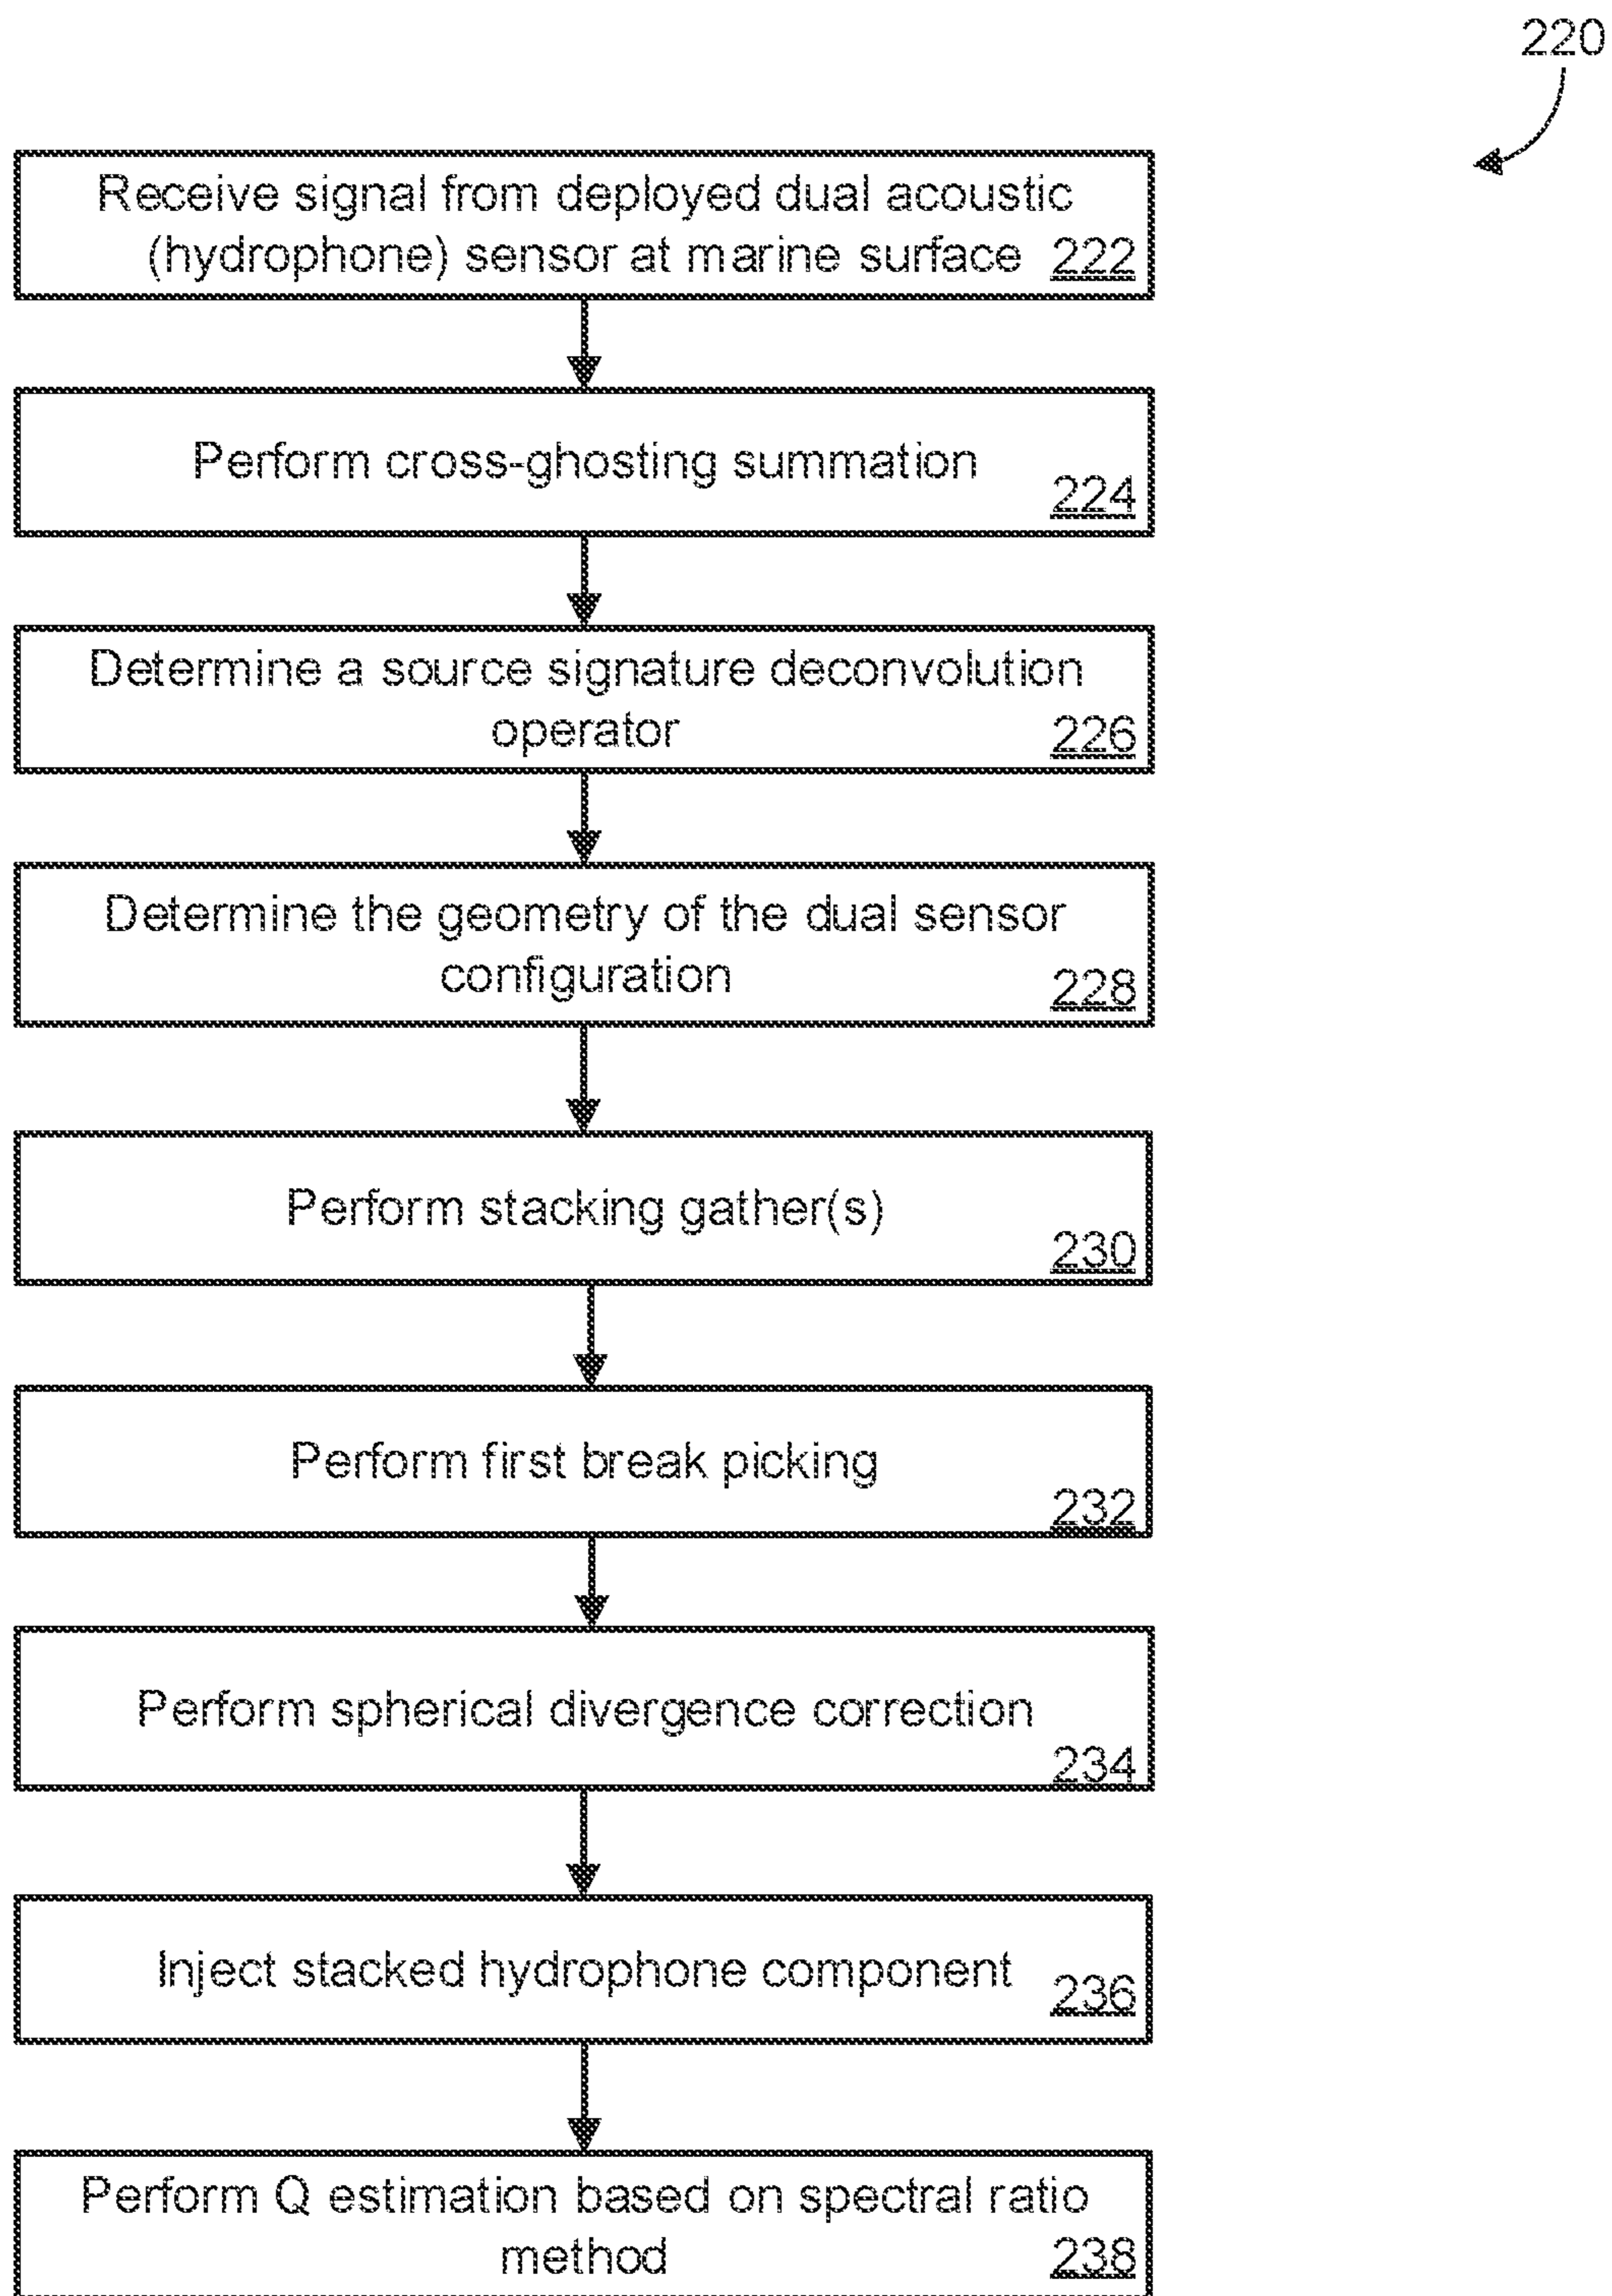 220
Receive signal from deployed dual acoustic
(hydrophone) sensor at marine surface 222
Perform cross-ghosting summation
224
Determine a source signature deconvolution
operator 226
Determine the geometry of the dual sensor
configuration 228
Perform stacking gather(s)
230
Perform first break picking
232
Perform spherical divergence correction
234
Inject stacked hydrophone component 236
Perform Q estimation based on spectral ratio
method 238